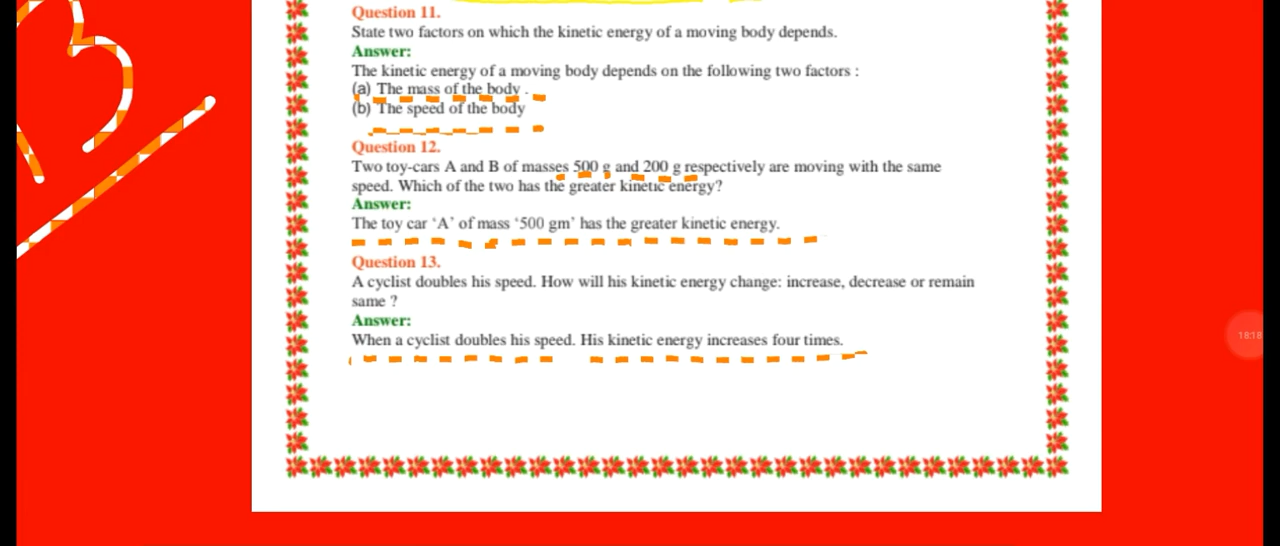 Question 11.
State two factors on which the kinetic energy of a moving body depends.
Answer:
The kinetic energy of a moving body depends on the following two factors :
(a) The mass of the body .
(b) The speed of the body
Question 12.
Two toy-cars A and B of masses 500 g and 200 g respectively are moving with the same
speed. Which of the two has the greater kinetic energy?
Answer:
The toy car ‘A’ of mass ‘500 gm’ has the greater kinetic energy.
Question 13.
A cyclist doubles his speed. How will his kinetic energy change: increase, decrease or remain
same ?
Answer:
When a cyclist doubles his speed. His kinetic energy increases four times.
18:18